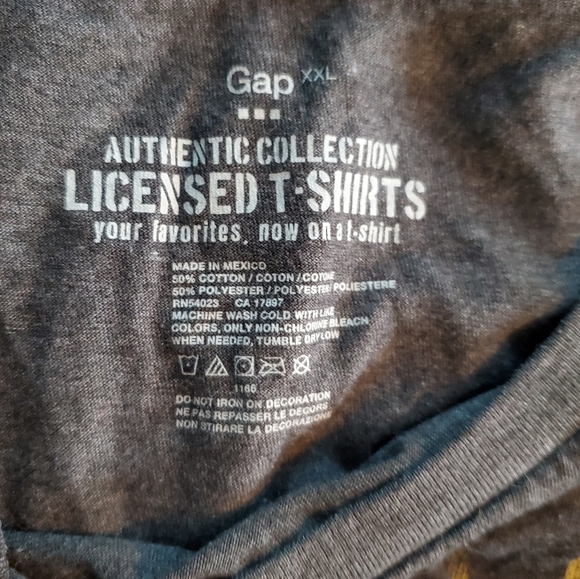 Gap XXL
AUTHENTIC COLLECTION
LICENSED T-SHIRTS
your favorites, now on a t-shirt
MADE IN MEXICO
50% COTTON / COTON / COTONE
50% POLYESTER / POLYESTER / POLIESTERE
RN54023 CA 17897
MACHINE WASH COLD WITH LIKE
COLORS, ONLY NON-CHLORINE BLEACH
WHEN NEEDED, TUMBLE DRY LOW
1166
DO NOT IRON ON DECORATION
NE PAS REPASSER LE DECORS
NON STIRARE LA DECORAZIONE